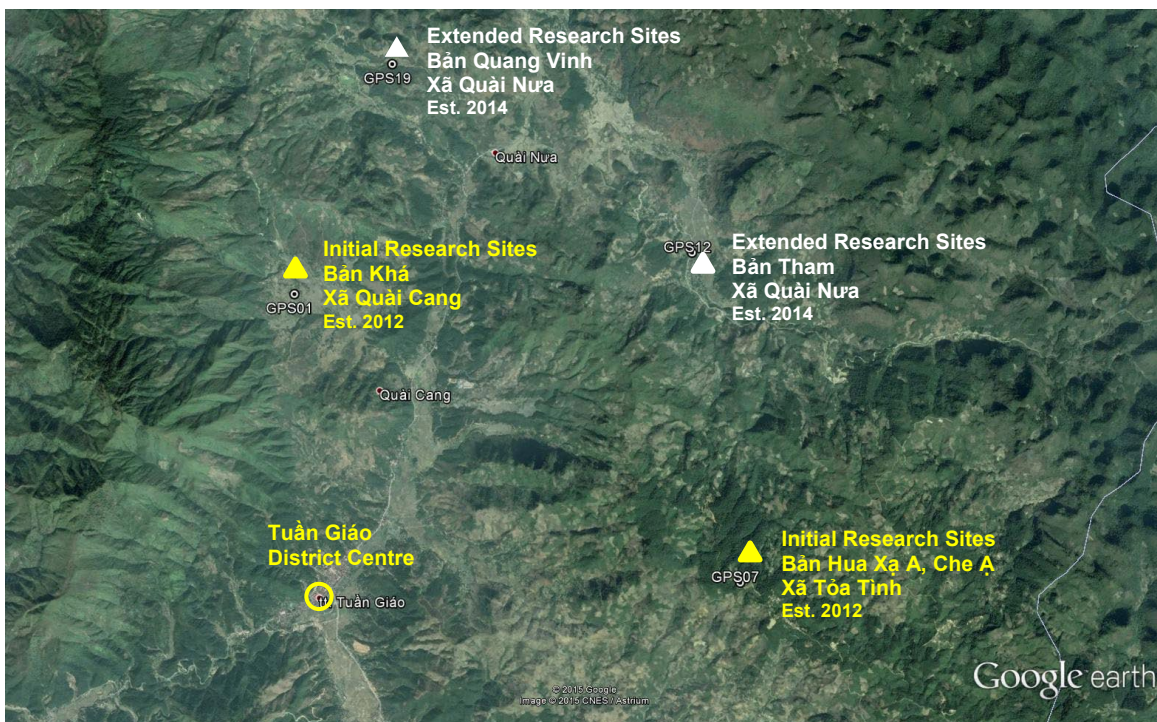 Extended Research Sites
Bản Quang Vinh
Xã Quài Nưa
Est. 2014
GPS19
Quài Nưa
Initial Research Sites
Bản Khá
Xã Quài Cang
Est. 2012
GPS01
Extended Research Sites
Bản Tham
Xã Quài Nưa
Est. 2014
GPS12
Quài Cang
Tuần Giáo
District Centre
tt. Tuần Giáo
Initial Research Sites
Bản Hua Xạ A, Che Ạ
Xã Tỏa Tình
Est. 2012
GPS07
© 2015 Google
Image © 2015 CNES / Astrium
Google earth